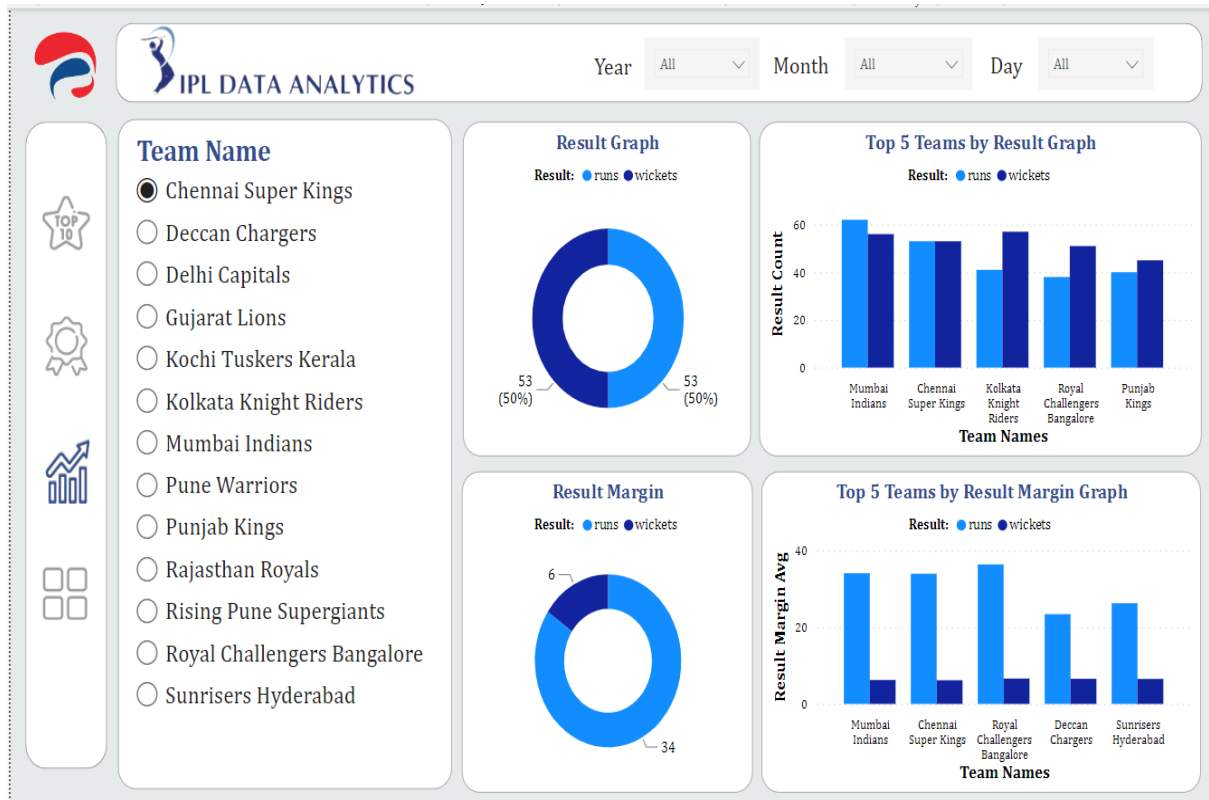 IPL DATA ANALYTICS
Year All Month All Day All
TOP
10
Team Name
Chennai Super Kings
Deccan Chargers
Delhi Capitals
Gujarat Lions
Kochi Tuskers Kerala
Kolkata Knight Riders
Mumbai Indians
Pune Warriors
Punjab Kings
Rajasthan Royals
Rising Pune Supergiants
Royal Challengers Bangalore
Sunrisers Hyderabad
Result Graph
Result: runs wickets
53
(50%)
53
(50%)
Top 5 Teams by Result Graph
Result: runs wickets
Result Count
60
40
20
0
Mumbai
Indians
Chennai
Super Kings
Kolkata
Knight
Riders
Royal
Challengers
Bangalore
Punjab
Kings
Team Names
Result Margin
Result: runs wickets
6
34
Top 5 Teams by Result Margin Graph
Result: runs wickets
Result Margin Avg
40
20
0
Mumbai
Indians
Chennai
Super Kings
Royal
Challengers
Bangalore
Deccan
Chargers
Sunrisers
Hyderabad
Team Names